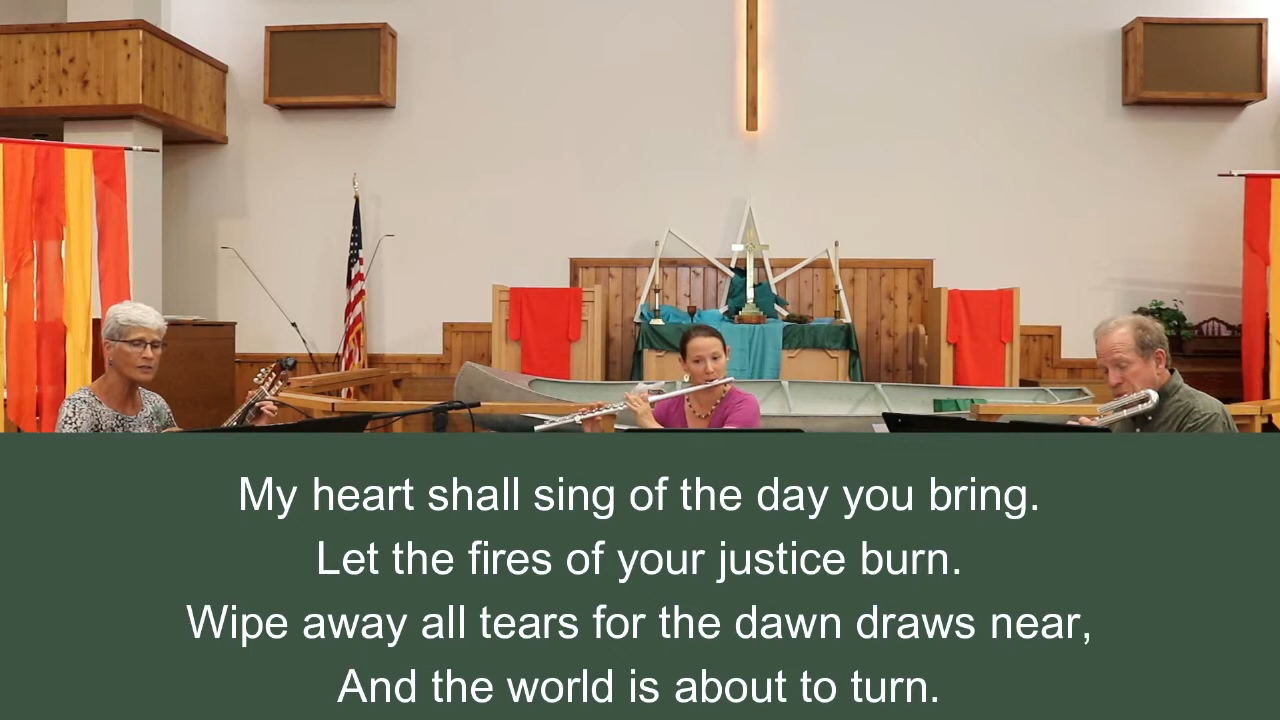 My heart shall sing of the day you bring.
Let the fires of your justice burn.
Wipe away all tears for the dawn draws near,
And the world is about to turn.